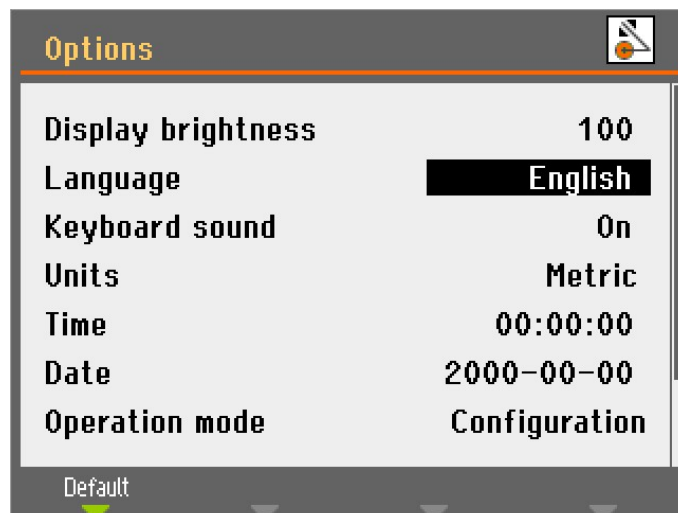 Options
Display brightness 100
Language English
Keyboard sound On
Units Metric
Time 00:00:00
Date 2000-00-00
Operation mode Configuration
Default